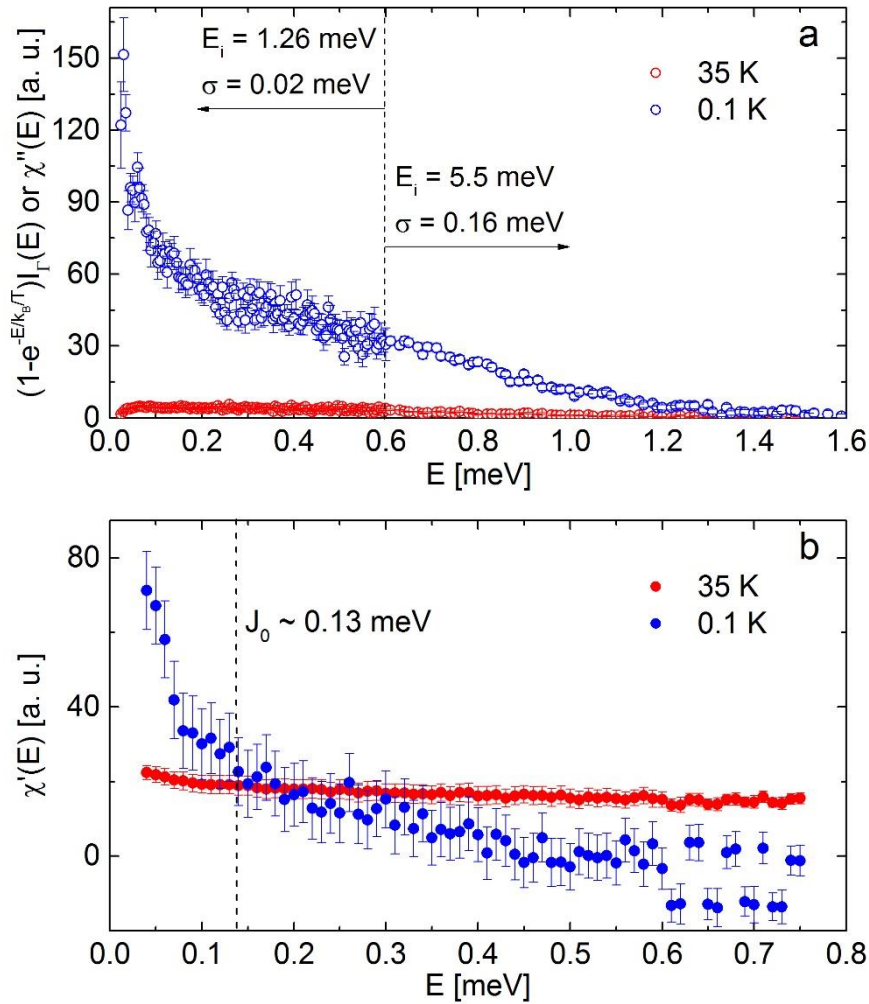 a
E_i = 1.26 meV
σ = 0.02 meV
35 K
0.1 K
E_i = 5.5 meV
σ = 0.16 meV
(1-e^{-E/k_B/T})I_Γ(E) or χ''(E) [a. u.]
150
120
90
60
30
0
0.0 0.2 0.4 0.6 0.8 1.0 1.2 1.4 1.6
E [meV]
b
35 K
0.1 K
J_0 ~ 0.13 meV
χ'(E) [a. u.]
80
40
0
0.0 0.1 0.2 0.3 0.4 0.5 0.6 0.7 0.8
E [meV]